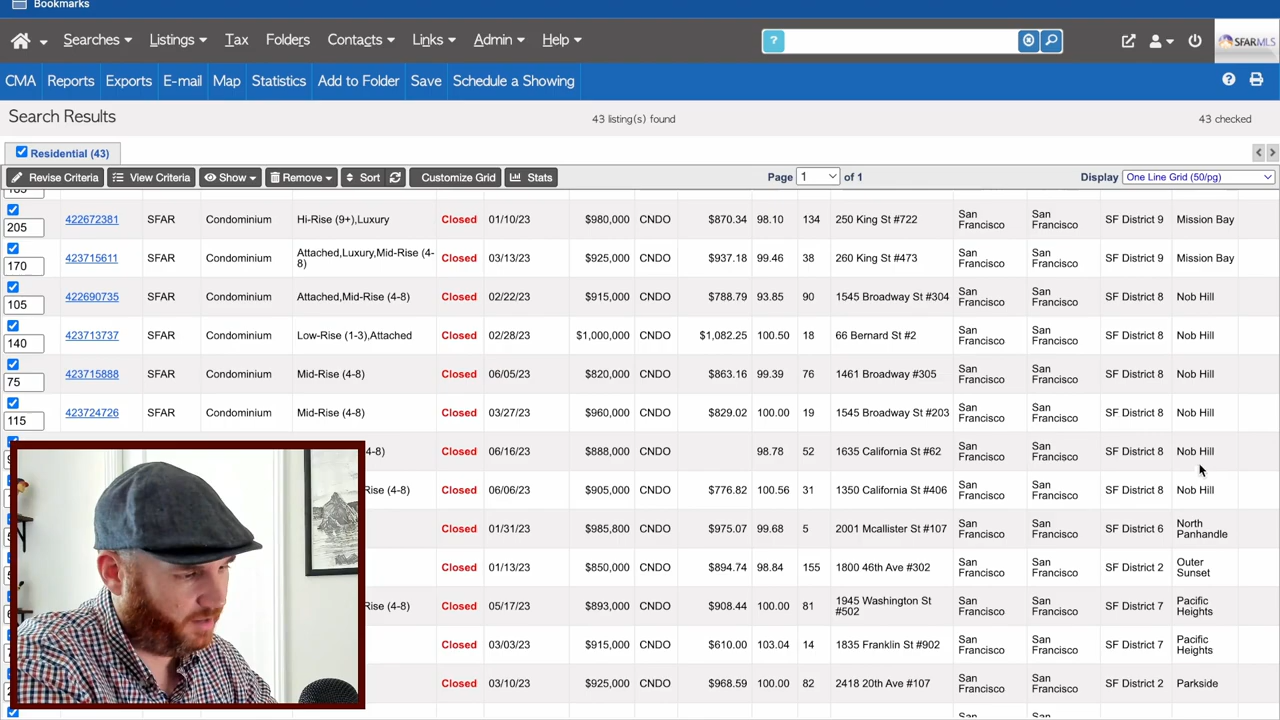 Bookmarks
Searches Listings Tax Folders Contacts Links Admin Help ? SFARMLS
CMA Reports Exports E-mail Map Statistics Add to Folder Save Schedule a Showing ?
Search Results 43 listing(s) found 43 checked
Residential (43)
Revise Criteria View Criteria Show Remove Sort Customize Grid Stats Page 1 of 1 Display One Line Grid (50/pg)
205 422672381 SFAR Condominium Hi-Rise (9+),Luxury Closed 01/10/23 $980,000 CNDO $870.34 98.10 134 250 King St #722 San Francisco San Francisco SF District 9 Mission Bay
170 423715611 SFAR Condominium Attached,Luxury,Mid-Rise (4-8) Closed 03/13/23 $925,000 CNDO $937.18 99.46 38 260 King St #473 San Francisco San Francisco SF District 9 Mission Bay
105 422690735 SFAR Condominium Attached,Mid-Rise (4-8) Closed 02/22/23 $915,000 CNDO $788.79 93.85 90 1545 Broadway St #304 San Francisco San Francisco SF District 8 Nob Hill
140 423713737 SFAR Condominium Low-Rise (1-3),Attached Closed 02/28/23 $1,000,000 CNDO $1,082.25 100.50 18 66 Bernard St #2 San Francisco San Francisco SF District 8 Nob Hill
75 423715888 SFAR Condominium Mid-Rise (4-8) Closed 06/05/23 $820,000 CNDO $863.16 99.39 76 1461 Broadway #305 San Francisco San Francisco SF District 8 Nob Hill
115 423724726 SFAR Condominium Mid-Rise (4-8) Closed 03/27/23 $960,000 CNDO $829.02 100.00 19 1545 Broadway #203 San Francisco San Francisco SF District 8 Nob Hill
4-8) Closed 06/16/23 $888,000 CNDO 98.78 52 1635 California St #62 San Francisco San Francisco SF District 8 Nob Hill
Rise (4-8) Closed 06/06/23 $905,000 CNDO $776.82 100.56 31 1350 California St #406 San Francisco San Francisco SF District 8 Nob Hill
Closed 01/31/23 $985,800 CNDO $975.07 99.68 5 2001 Mcallister St #107 San Francisco San Francisco SF District 6 North Panhandle
Closed 01/13/23 $850,000 CNDO $894.74 98.84 155 1800 46th Ave #302 San Francisco San Francisco SF District 2 Outer Sunset
Rise (4-8) Closed 05/17/23 $893,000 CNDO $908.44 100.00 81 1945 Washington St #502 San Francisco San Francisco SF District 7 Pacific Heights
Closed 03/03/23 $915,000 CNDO $610.00 103.04 14 1835 Franklin St #902 San Francisco San Francisco SF District 7 Pacific Heights
Closed 03/10/23 $925,000 CNDO $968.59 100.00 82 2418 20th Ave #107 San Francisco San Francisco SF District 2 Parkside